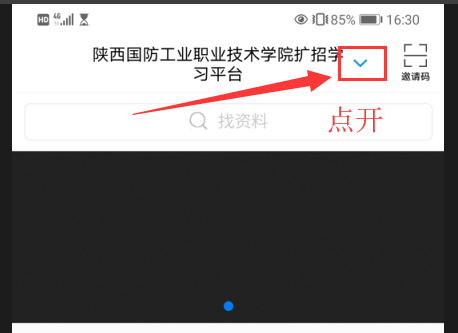 HD 4G 85% 16:30
陕西国防工业职业技术学院扩招学
习平台
邀请码
找资料
点开